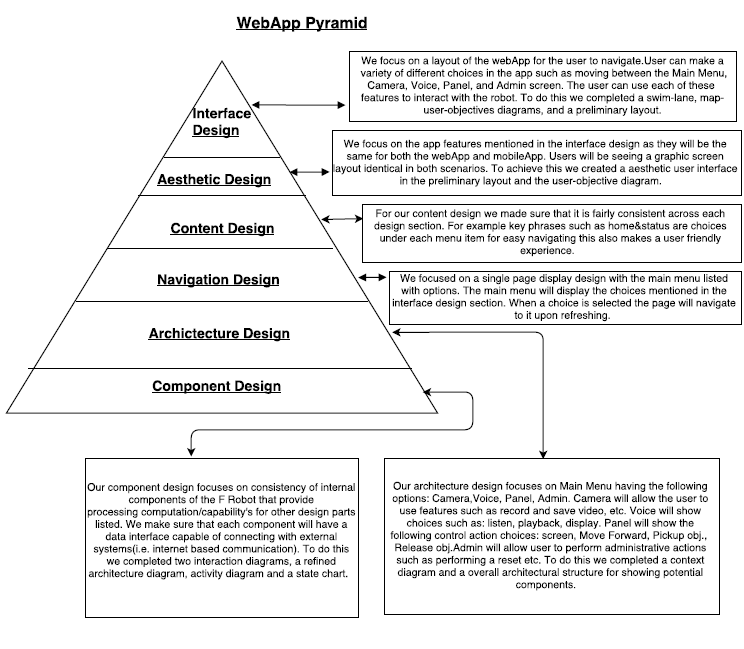 WebApp Pyramid
We focus on a layout of the webApp for the user to navigate.User can make a
variety of different choices in the app such as moving between the Main Menu,
Camera, Voice, Panel, and Admin screen. The user can use each of these
features to interact with the robot. To do this we completed a swim-lane, map-
user-objectives diagrams, and a preliminary layout.
Interface
Design
We focus on the app features mentioned in the interface design as they will be the
same for both the webApp and mobileApp. Users will be seeing a graphic screen
layout identical in both scenarios. To achieve this we created a aesthetic user interface
in the preliminary layout and the user-objective diagram.
Aesthetic Design
For our content design we made sure that it is fairly consistent across each
design section. For example key phrases such as home&status are choices
under each menu item for easy navigating this also makes a user friendly
experience.
Content Design
We focused on a single page display design with the main menu listed
with options. The main menu will display the choices mentioned in the
interface design section. When a choice is selected the page will navigate
to it upon refreshing.
Navigation Design
Archictecture Design
Component Design
Our component design focuses on consistency of internal
components of the F Robot that provide
processing computation/capability's for other design parts
listed. We make sure that each component will have a
data interface capable of connecting with external
systems(i.e. internet based communication). To do this
we completed two interaction diagrams, a refined
architecture diagram, activity diagram and a state chart.
Our architecture design focuses on Main Menu having the following
options: Camera,Voice, Panel, Admin. Camera will allow the user to
use features such as record and save video, etc. Voice will show
choices such as: listen, playback, display. Panel will show the
following control action choices: screen, Move Forward, Pickup obj.,
Release obj.Admin will allow user to perform administrative actions
such as performing a reset etc. To do this we completed a context
diagram and a overall architectural structure for showing potential
components.